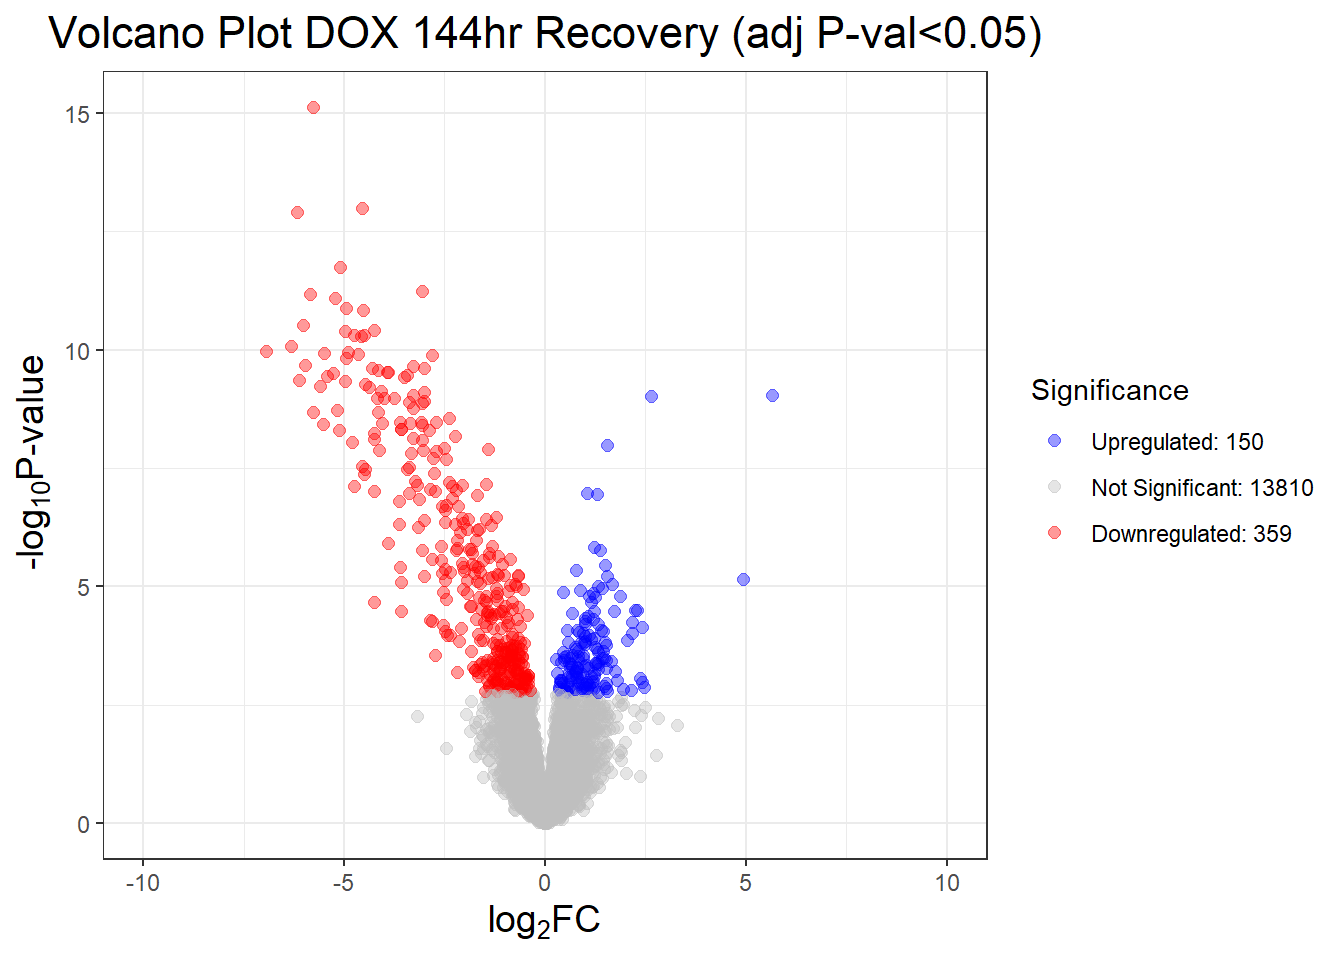 Volcano Plot DOX 144hr Recovery (adj P-val<0.05)
15
10
5
0
-log10P-value
-10
-5
0
5
10
log2FC
Significance
Upregulated: 150
Not Significant: 13810
Downregulated: 359